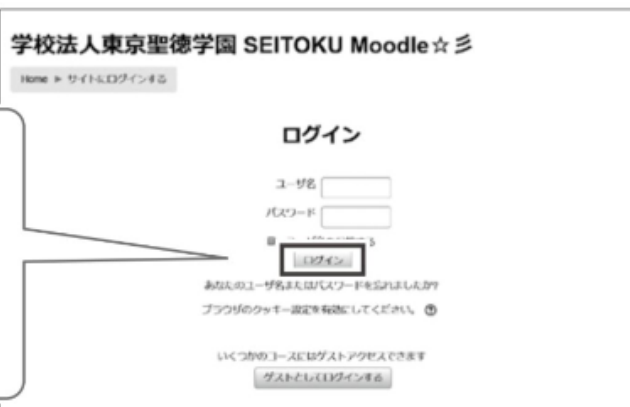 学校法人東京聖徳学園 SEITOKU Moodle☆彡
Home ▶ サイトにログインする
ログイン
ユーザ名
パスワード
ログイン
あなたのユーザ名またはパスワードを忘れましたか?
ブラウザのクッキー設定を有効にしてください。 ?
いくつかのコースにはゲストアクセスできます
ゲストとしてログインする